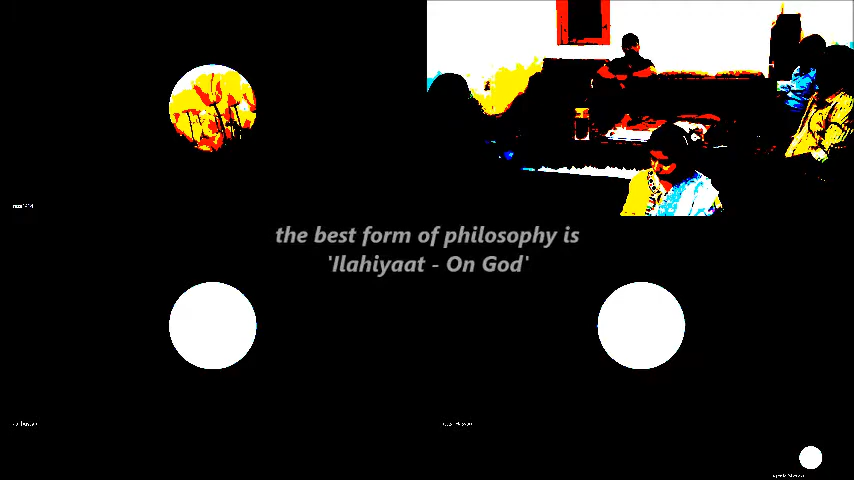 the best form of philosophy is
'Ilahiyaat - On God'